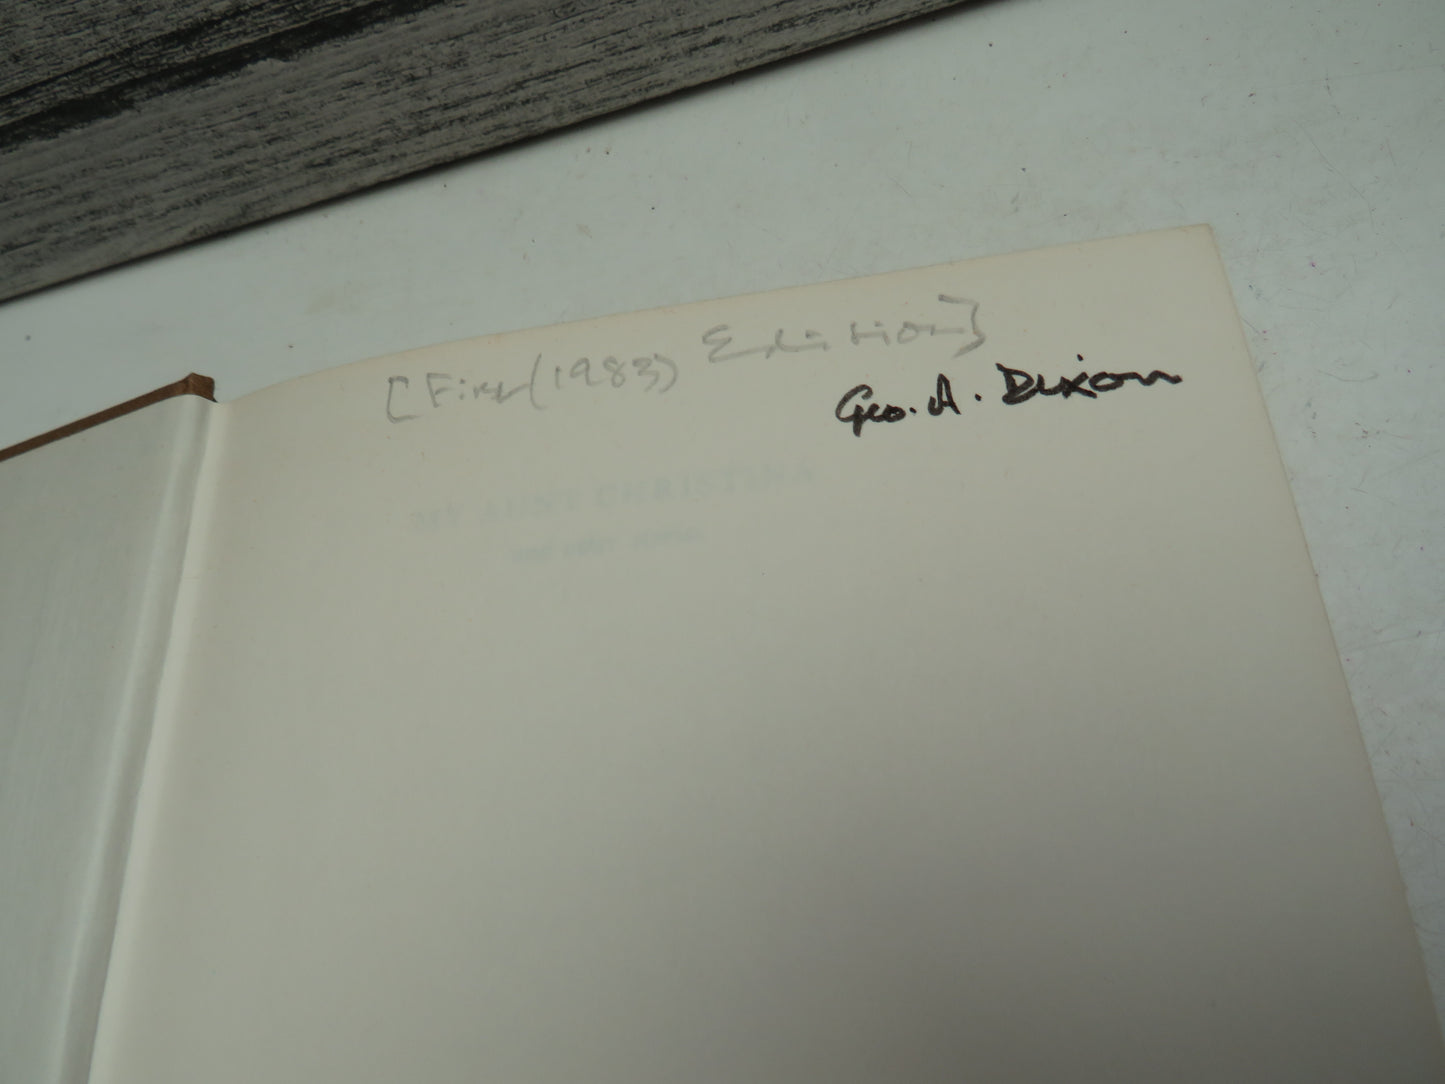 [First (1983) Edition]
Geo. A. Dixon
MY AUNT CHRISTINA